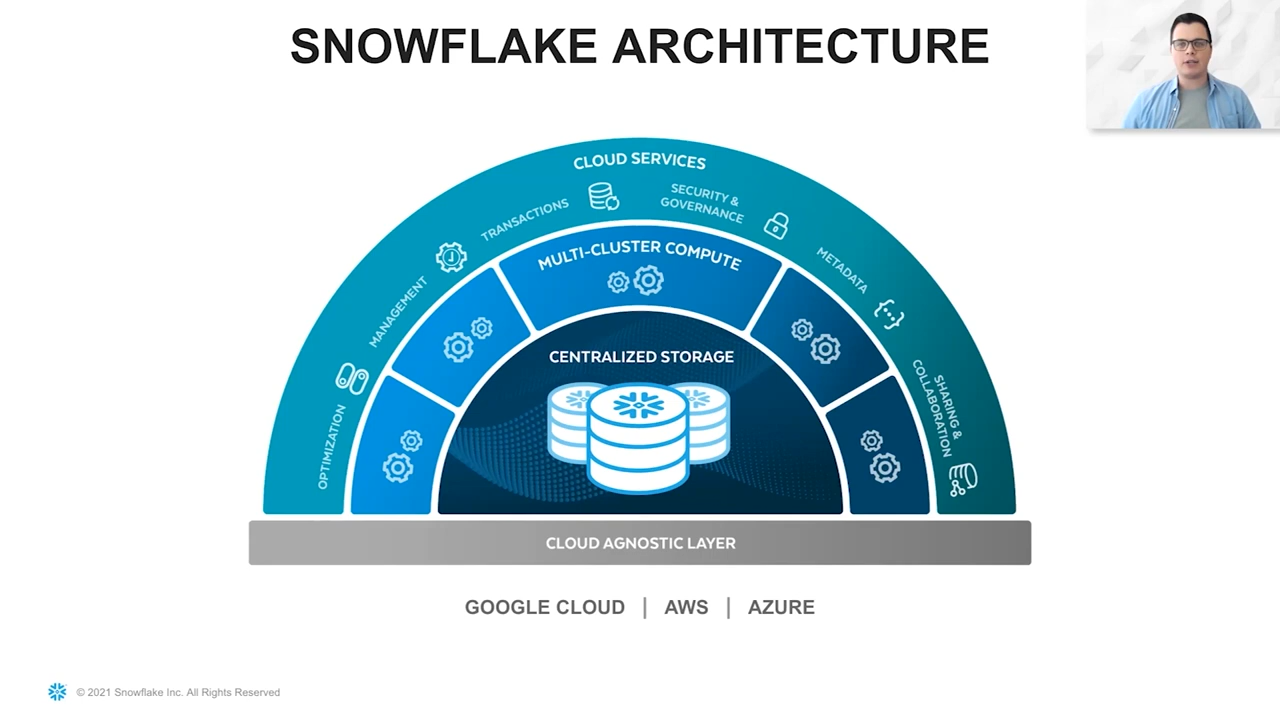 SNOWFLAKE ARCHITECTURE
CLOUD SERVICES
OPTIMIZATION
MANAGEMENT
TRANSACTIONS
SECURITY &
GOVERNANCE
METADATA
SHARING &
COLLABORATION
MULTI-CLUSTER COMPUTE
CENTRALIZED STORAGE
CLOUD AGNOSTIC LAYER
GOOGLE CLOUD | AWS | AZURE
© 2021 Snowflake Inc. All Rights Reserved